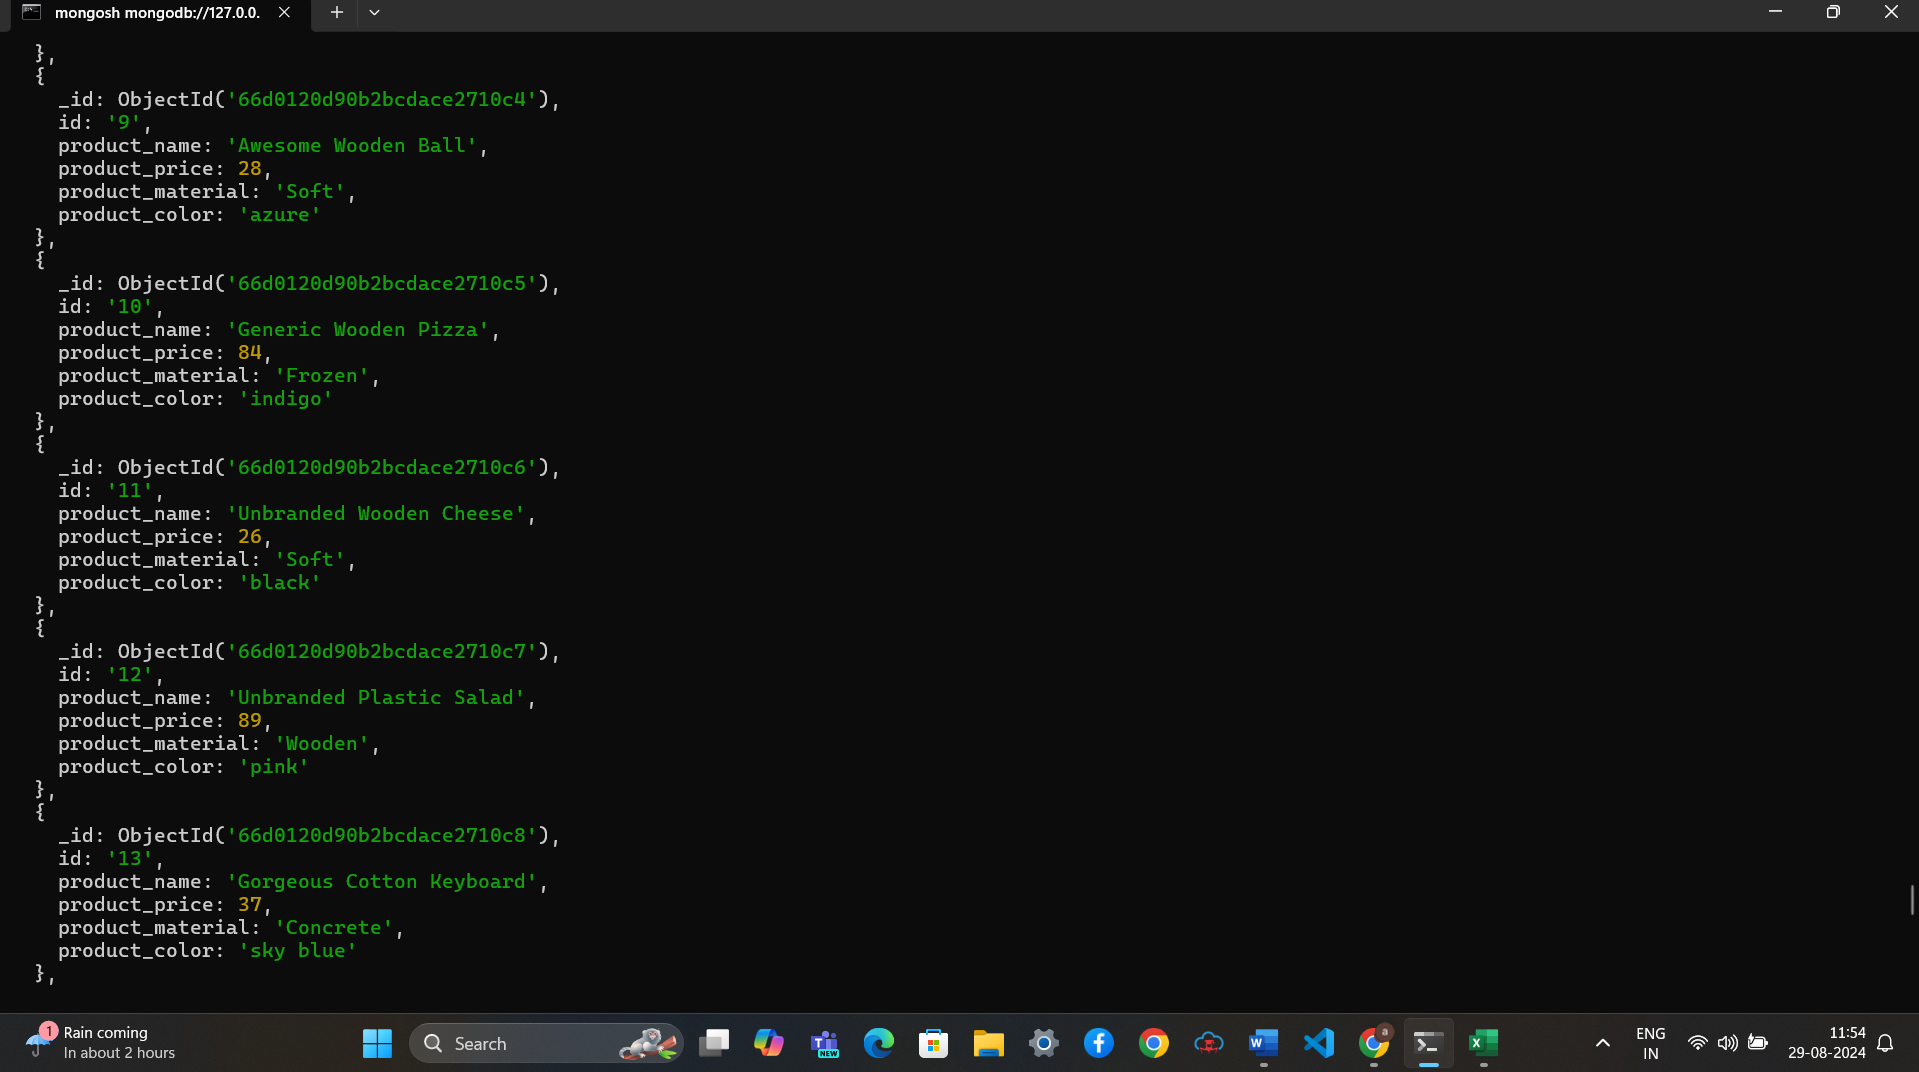 mongosh mongodb://127.0.0.
},
{
_id: ObjectId('66d0120d90b2bcdace2710c4'),
id: '9',
product_name: 'Awesome Wooden Ball',
product_price: 28,
product_material: 'Soft',
product_color: 'azure'
},
{
_id: ObjectId('66d0120d90b2bcdace2710c5'),
id: '10',
product_name: 'Generic Wooden Pizza',
product_price: 84,
product_material: 'Frozen',
product_color: 'indigo'
},
{
_id: ObjectId('66d0120d90b2bcdace2710c6'),
id: '11',
product_name: 'Unbranded Wooden Cheese',
product_price: 26,
product_material: 'Soft',
product_color: 'black'
},
{
_id: ObjectId('66d0120d90b2bcdace2710c7'),
id: '12',
product_name: 'Unbranded Plastic Salad',
product_price: 89,
product_material: 'Wooden',
product_color: 'pink'
},
{
_id: ObjectId('66d0120d90b2bcdace2710c8'),
id: '13',
product_name: 'Gorgeous Cotton Keyboard',
product_price: 37,
product_material: 'Concrete',
product_color: 'sky blue'
},
1
Rain coming
In about 2 hours
Search
T
NEW
W
a
X
ENG
IN
11:54
29-08-2024